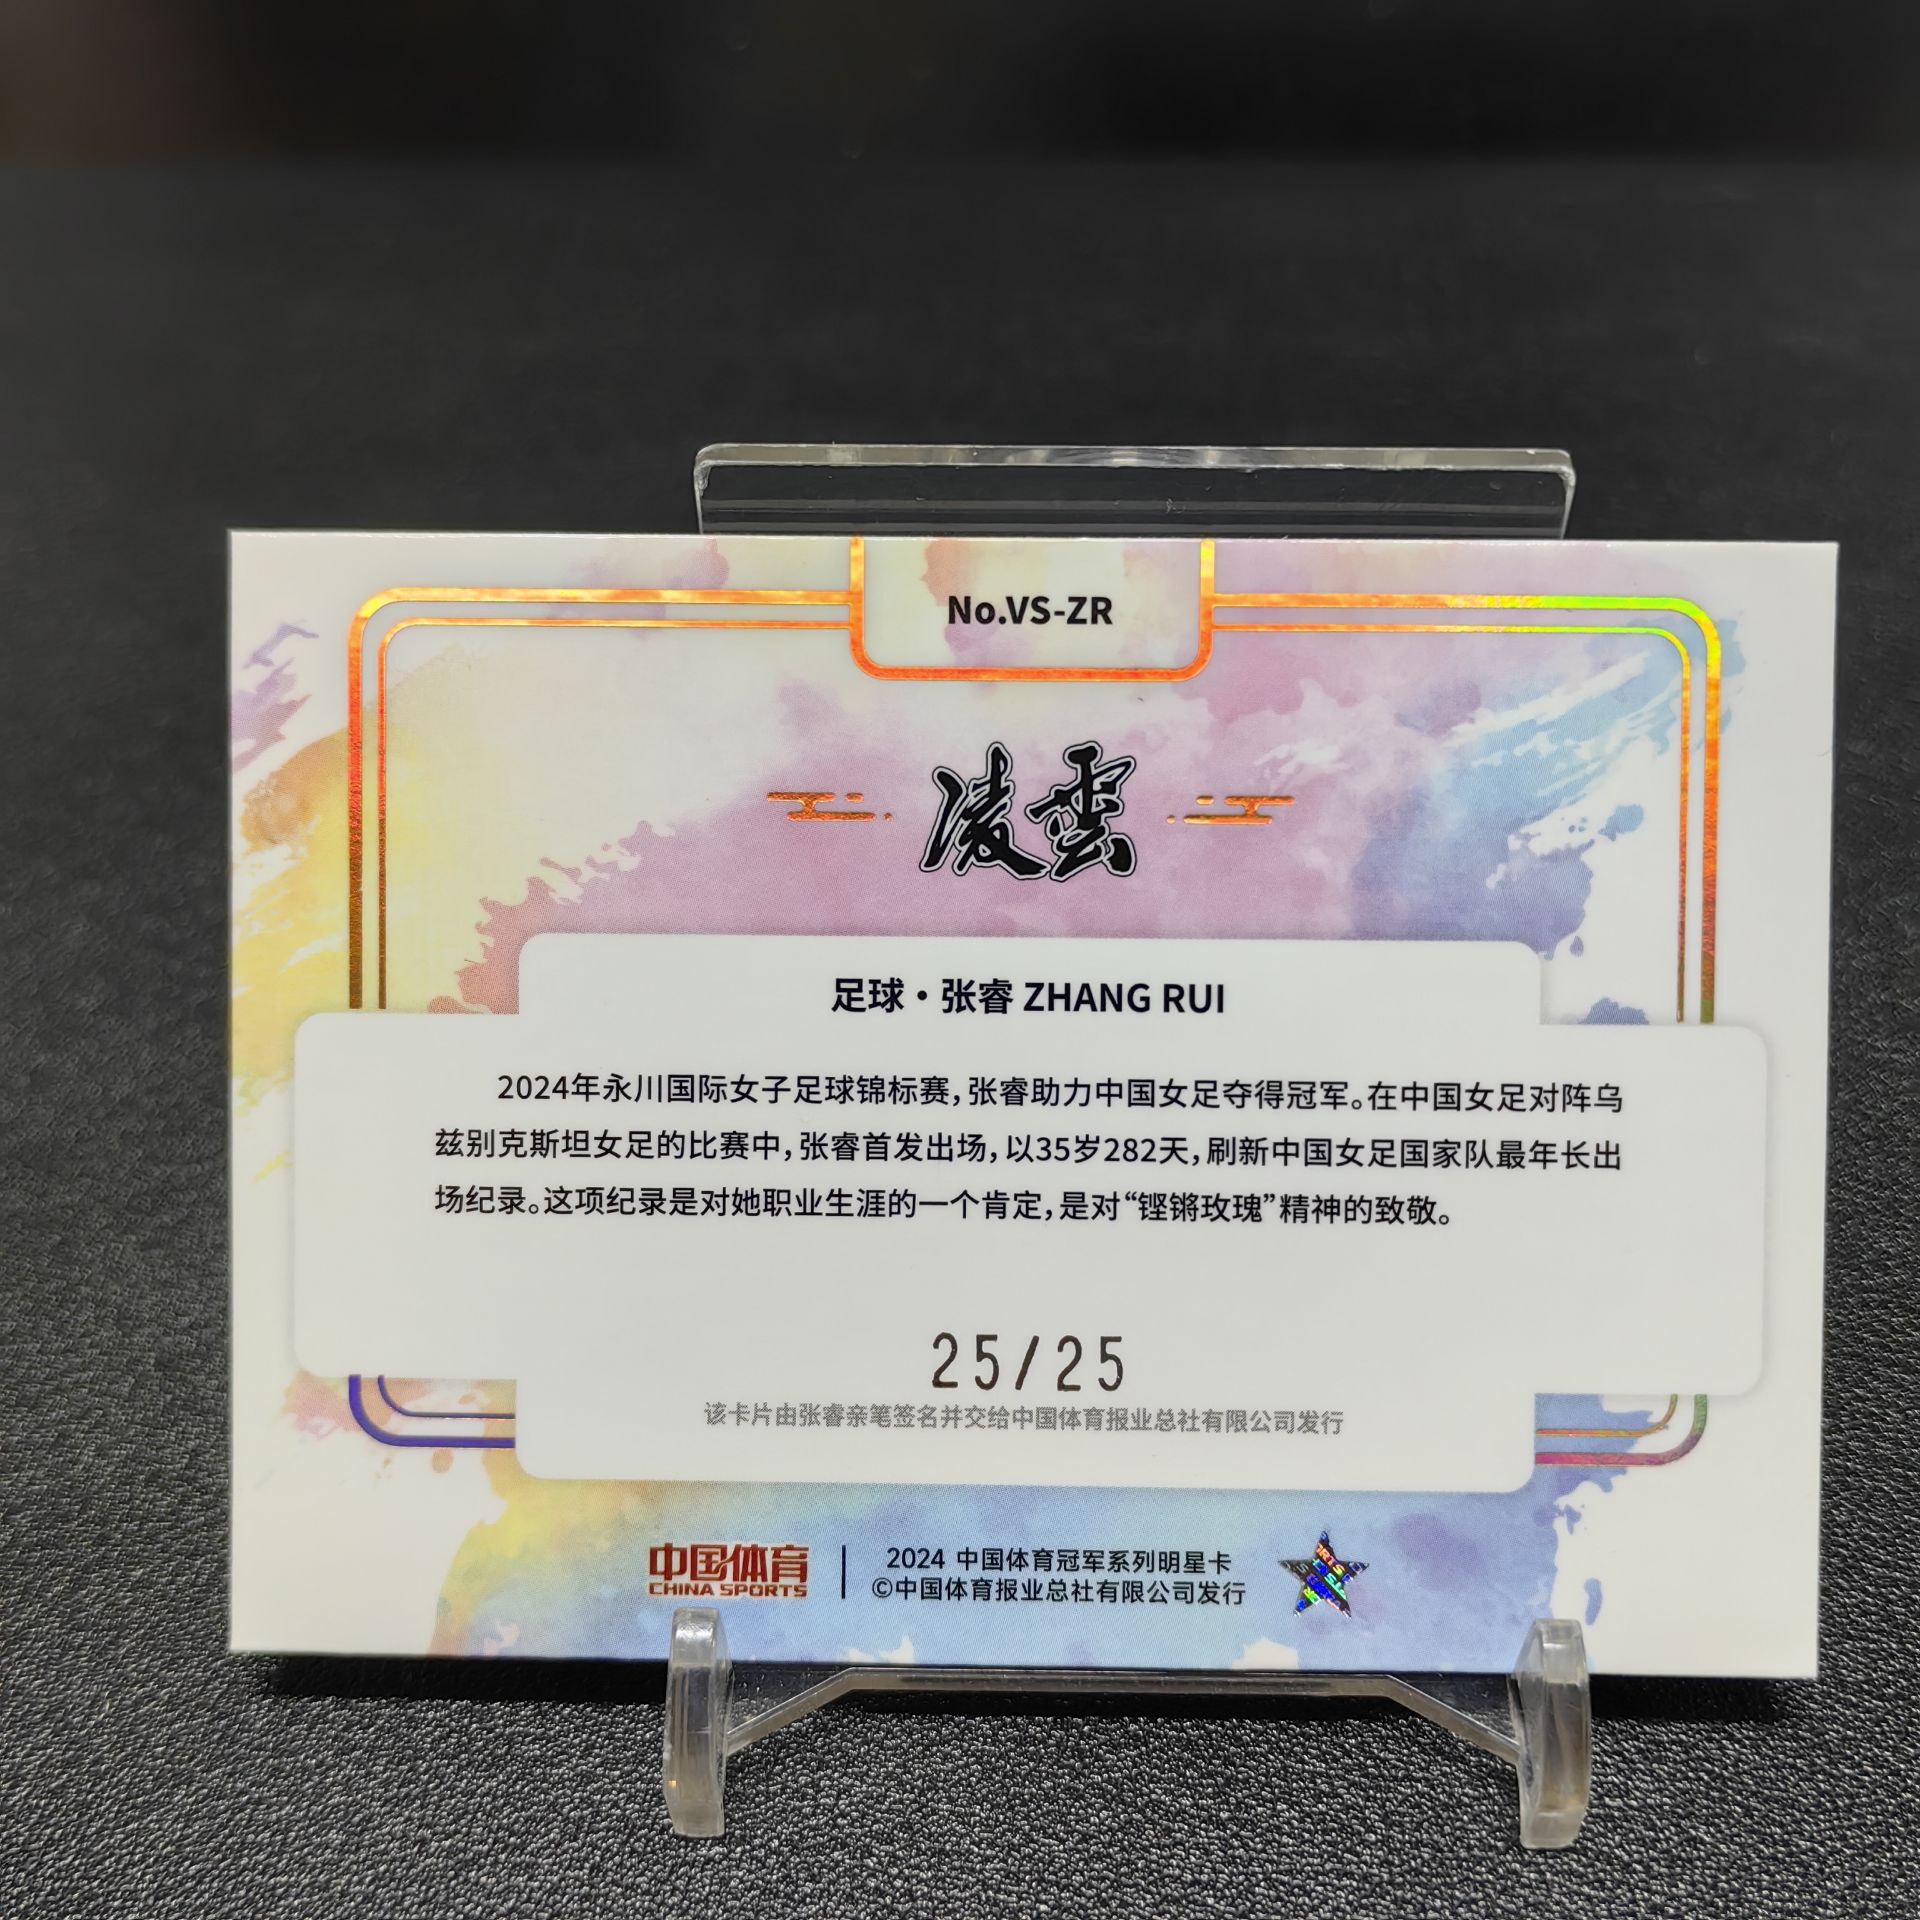 No.VS-ZR
凌雲
足球·张睿 ZHANG RUI
2024年永川国际女子足球锦标赛,张睿助力中国女足夺得冠军。在中国女足对阵乌
兹别克斯坦女足的比赛中,张睿首发出场,以35岁282天,刷新中国女足国家队最年长出
场纪录。这项纪录是对她职业生涯的一个肯定,是对“铿锵玫瑰”精神的致敬。
25/25
该卡片由张睿亲笔签名并交给中国体育报业总社有限公司发行
中国体育
CHINA SPORTS
2024 中国体育冠军系列明星卡
©中国体育报业总社有限公司发行